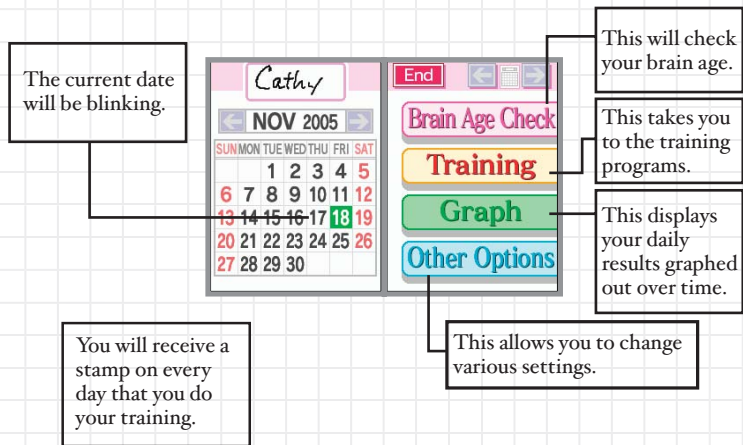 The current date
will be blinking.
Cathy
NOV 2005
SUN MON TUE WED THU FRI SAT
1 2 3 4 5
6 7 8 9 10 11 12
13 14 15 16 17 18 19
20 21 22 23 24 25 26
27 28 29 30
End
Brain Age Check
Training
Graph
Other Options
This will check
your brain age.
This takes you
to the training
programs.
This displays
your daily
results graphed
out over time.
This allows you to change
various settings.
You will receive a
stamp on every
day that you do
your training.